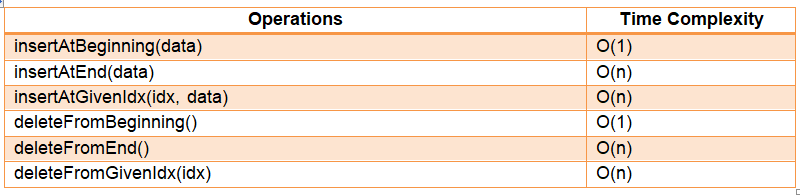 Operations Time Complexity
insertAtBeginning(data) O(1)
insertAtEnd(data) O(n)
insertAtGivenIdx(idx, data) O(n)
deleteFromBeginning() O(1)
deleteFromEnd() O(n)
deleteFromGivenIdx(idx) O(n)